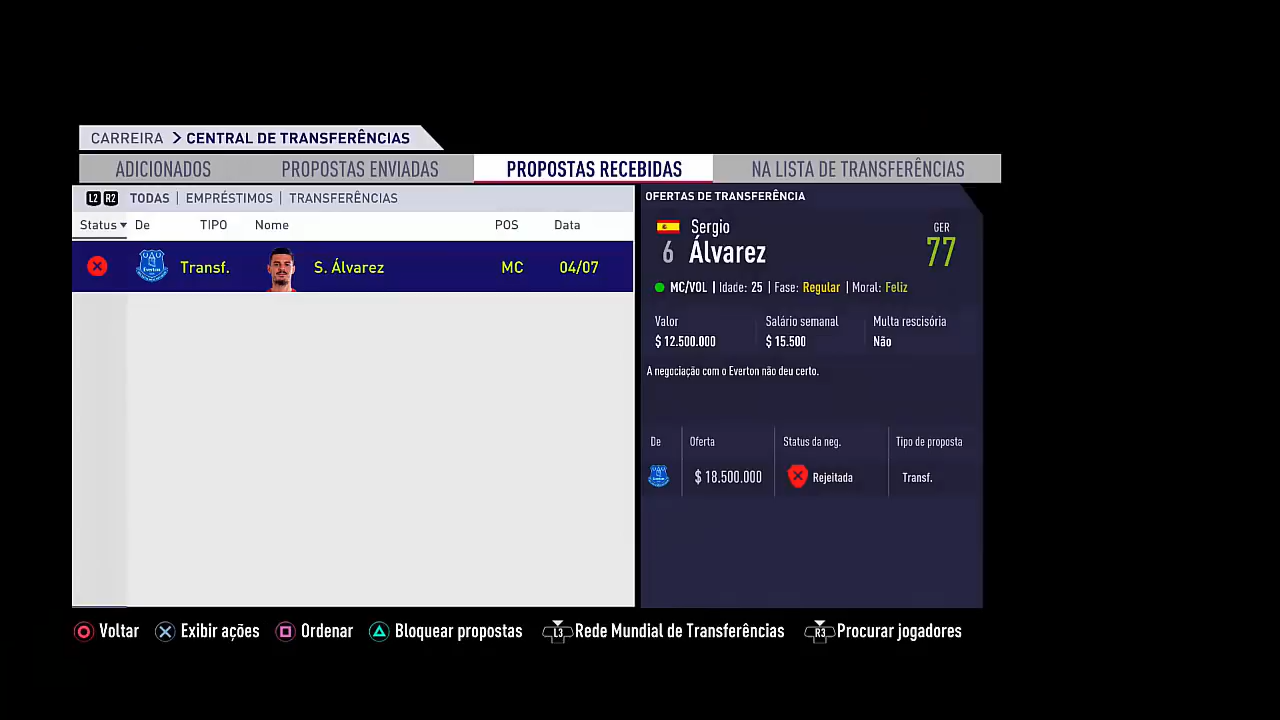 CARREIRA > CENTRAL DE TRANSFERÊNCIAS
ADICIONADOS PROPOSTAS ENVIADAS PROPOSTAS RECEBIDAS NA LISTA DE TRANSFERÊNCIAS
L2 R2 TODAS | EMPRÉSTIMOS | TRANSFERÊNCIAS
Status De TIPO Nome POS Data
Everton Transf. S. Álvarez MC 04/07
OFERTAS DE TRANSFERÊNCIA
Sergio GER
6 Álvarez 77
MC/VOL | Idade: 25 | Fase: Regular | Moral: Feliz
Valor Salário semanal Multa rescisória
$ 12.500.000 $ 15.500 Não
A negociação com o Everton não deu certo.
De Oferta Status da neg. Tipo de proposta
$ 18.500.000 Rejeitada Transf.
Voltar Exibir ações Ordenar Bloquear propostas L3 Rede Mundial de Transferências R3 Procurar jogadores